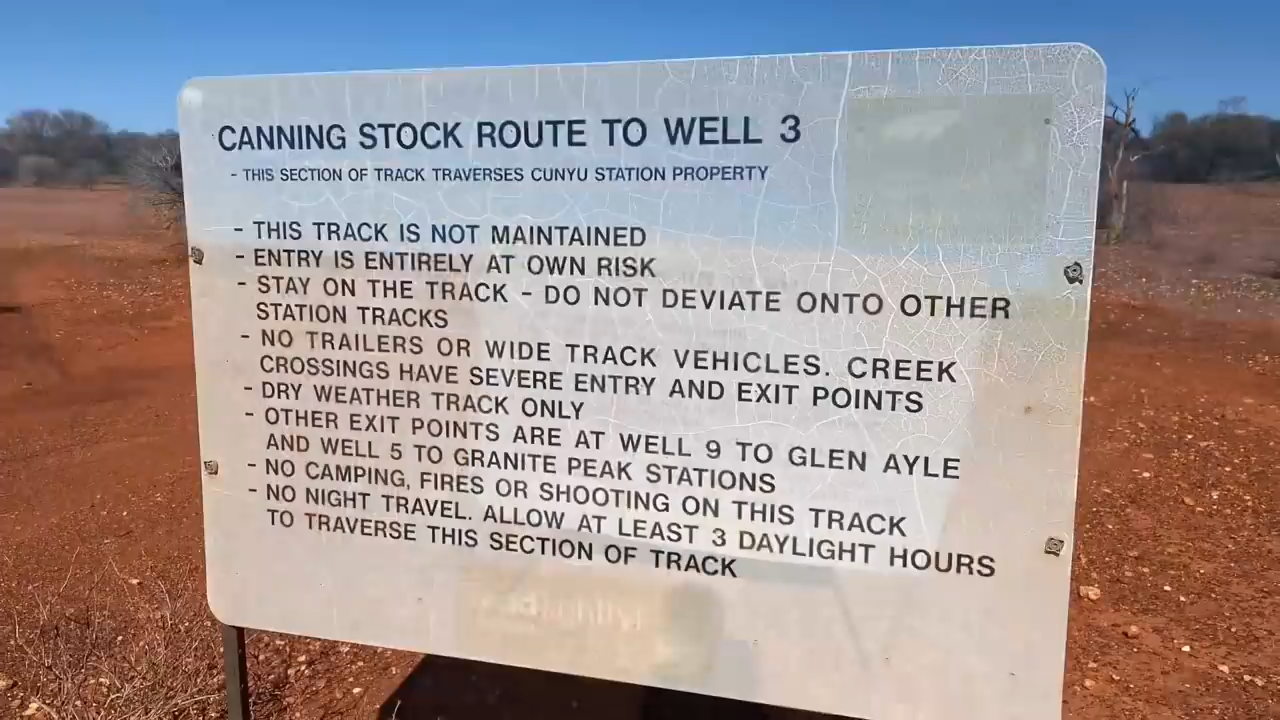 CANNING STOCK ROUTE TO WELL 3
- THIS SECTION OF TRACK TRAVERSES CUNYU STATION PROPERTY
- THIS TRACK IS NOT MAINTAINED
- ENTRY IS ENTIRELY AT OWN RISK
- STAY ON THE TRACK - DO NOT DEVIATE ONTO OTHER
STATION TRACKS
- NO TRAILERS OR WIDE TRACK VEHICLES. CREEK
CROSSINGS HAVE SEVERE ENTRY AND EXIT POINTS
- DRY WEATHER TRACK ONLY
- OTHER EXIT POINTS ARE AT WELL 9 TO GLEN AYLE
AND WELL 5 TO GRANITE PEAK STATIONS
- NO CAMPING, FIRES OR SHOOTING ON THIS TRACK
- NO NIGHT TRAVEL. ALLOW AT LEAST 3 DAYLIGHT HOURS
TO TRAVERSE THIS SECTION OF TRACK